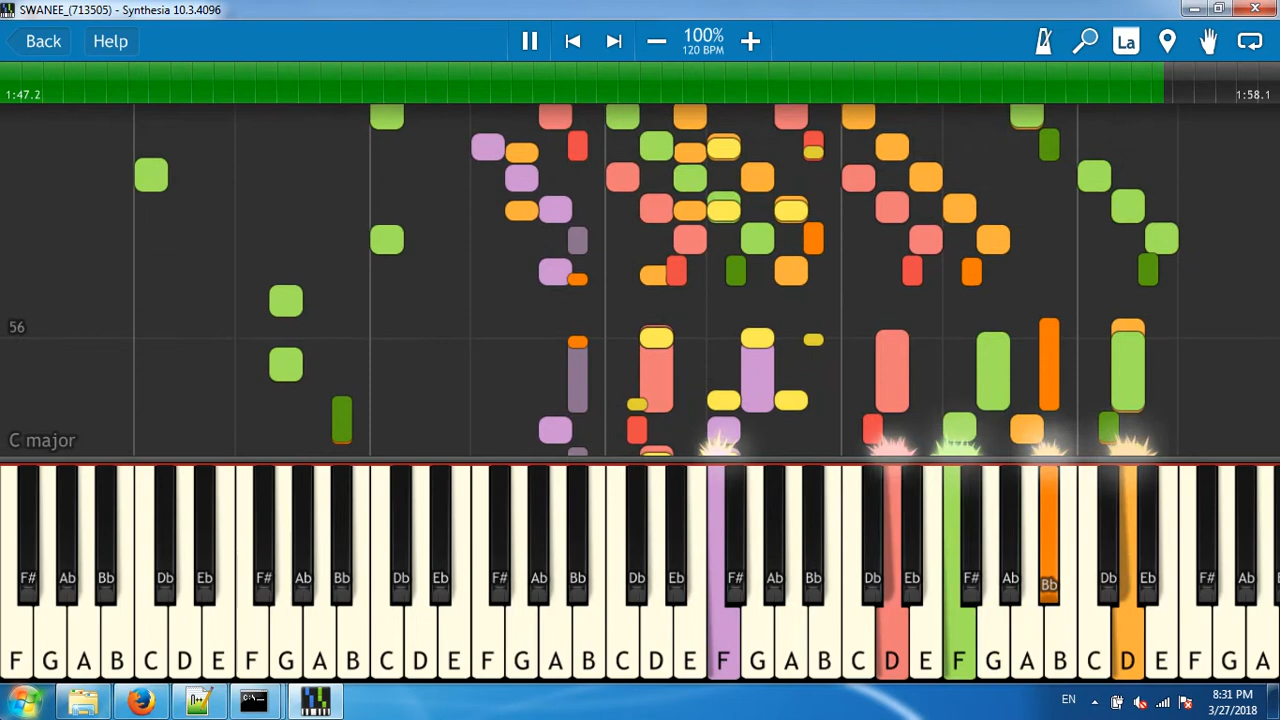 SWANEE_(713505) - Synthesia 10.3.4096
Back Help 100% La
120 BPM
1:47.2 1:58.1
56
C major
F# Ab Bb Db Eb F# Ab Bb Db Eb F# Ab Bb Db Eb F# Ab Bb Db Eb F# Ab Bb Db Eb F# Ab
F G A B C D E F G A B C D E F G A B C D E F G A B C D E F G A B C D E F G A
EN 8:31 PM
3/27/2018